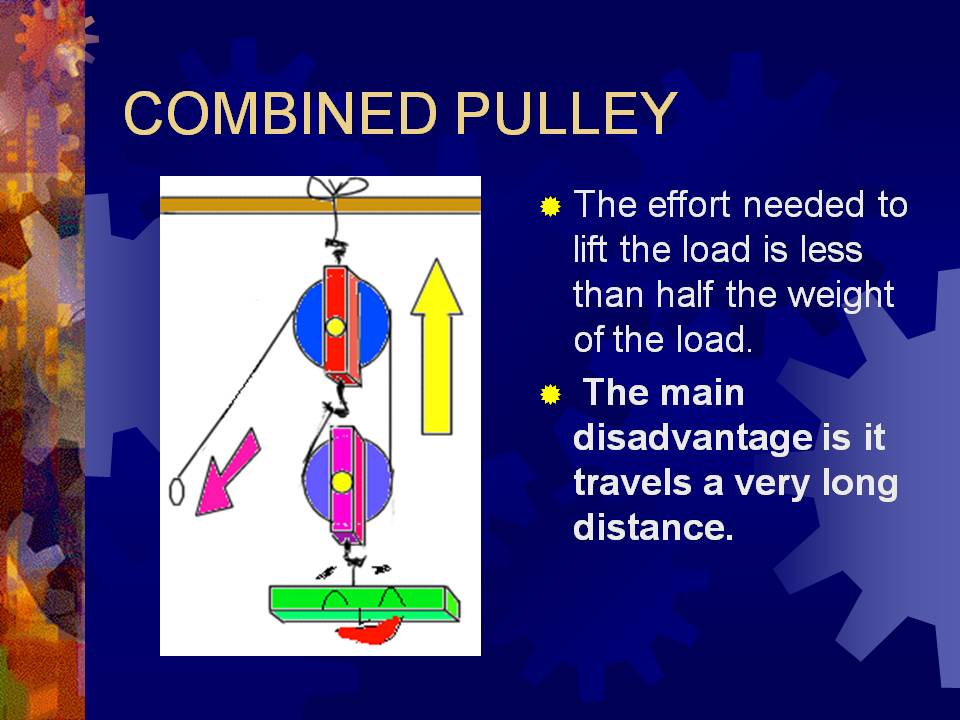 COMBINED PULLEY
The effort needed to
lift the load is less
than half the weight
of the load.
The main
disadvantage is it
travels a very long
distance.